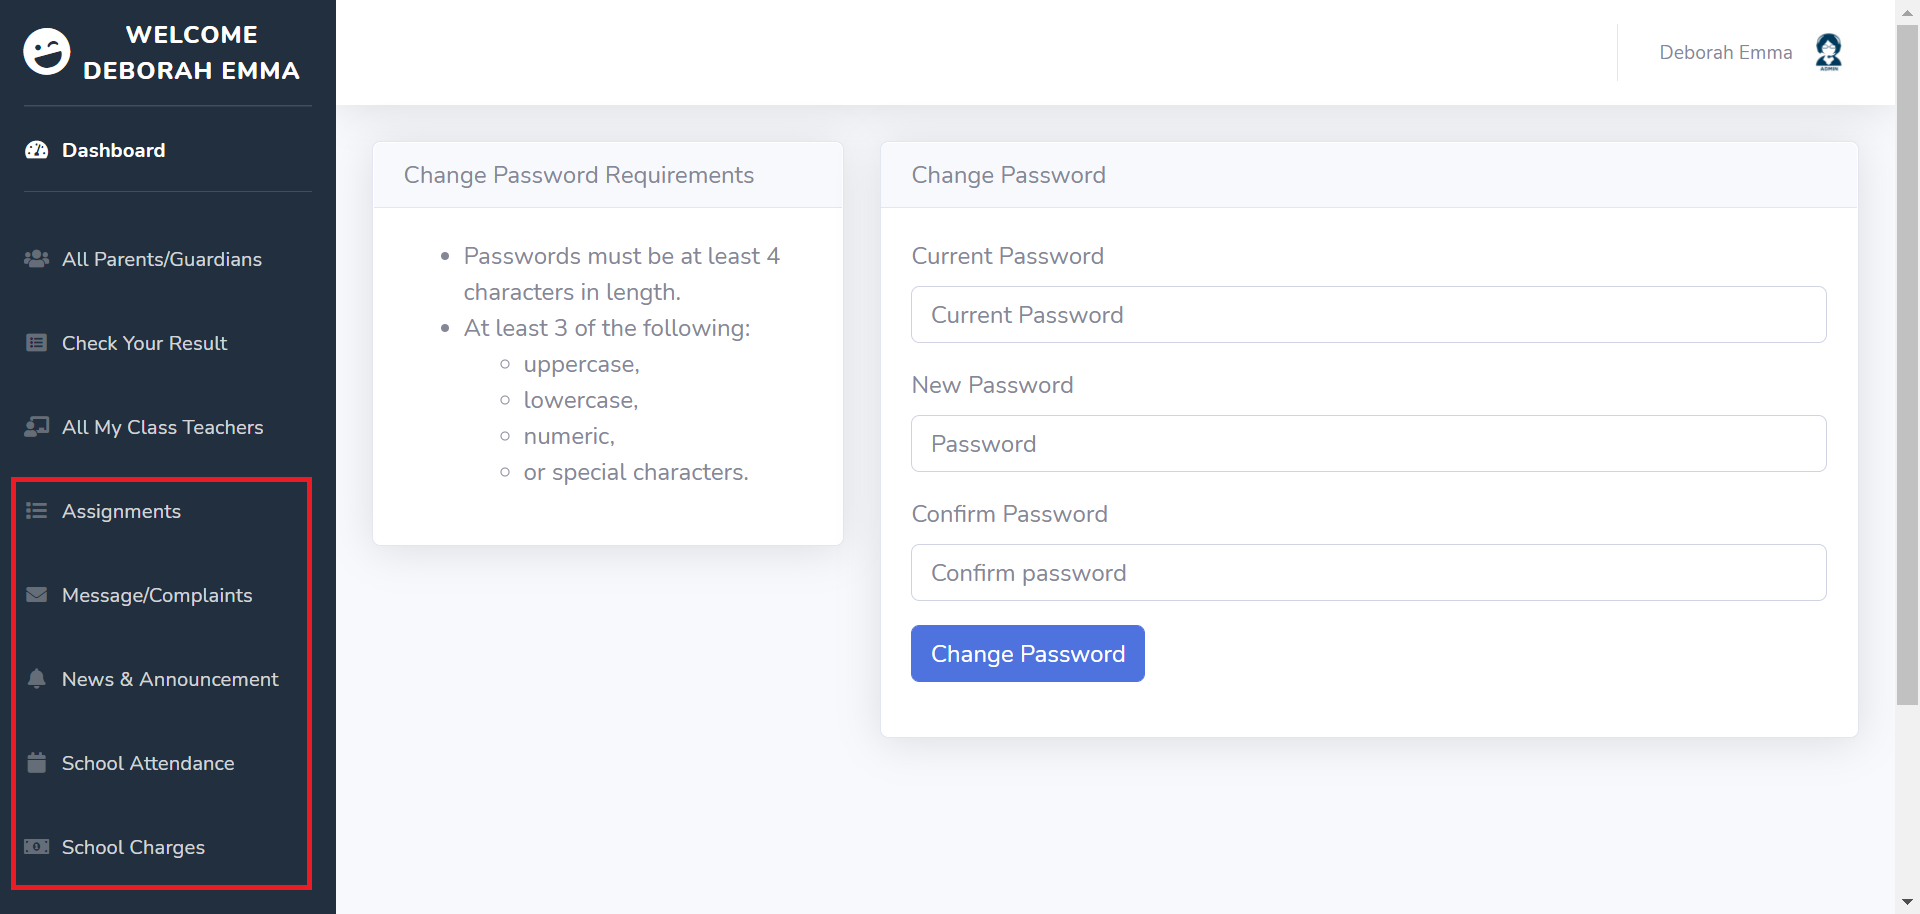 WELCOME
DEBORAH EMMA
Dashboard
All Parents/Guardians
Check Your Result
All My Class Teachers
Assignments
Message/Complaints
News & Announcement
School Attendance
School Charges
Deborah Emma
ADMIN
Change Password Requirements
Passwords must be at least 4
characters in length.
At least 3 of the following:
uppercase,
lowercase,
numeric,
or special characters.
Change Password
Current Password
Current Password
New Password
Password
Confirm Password
Confirm password
Change Password